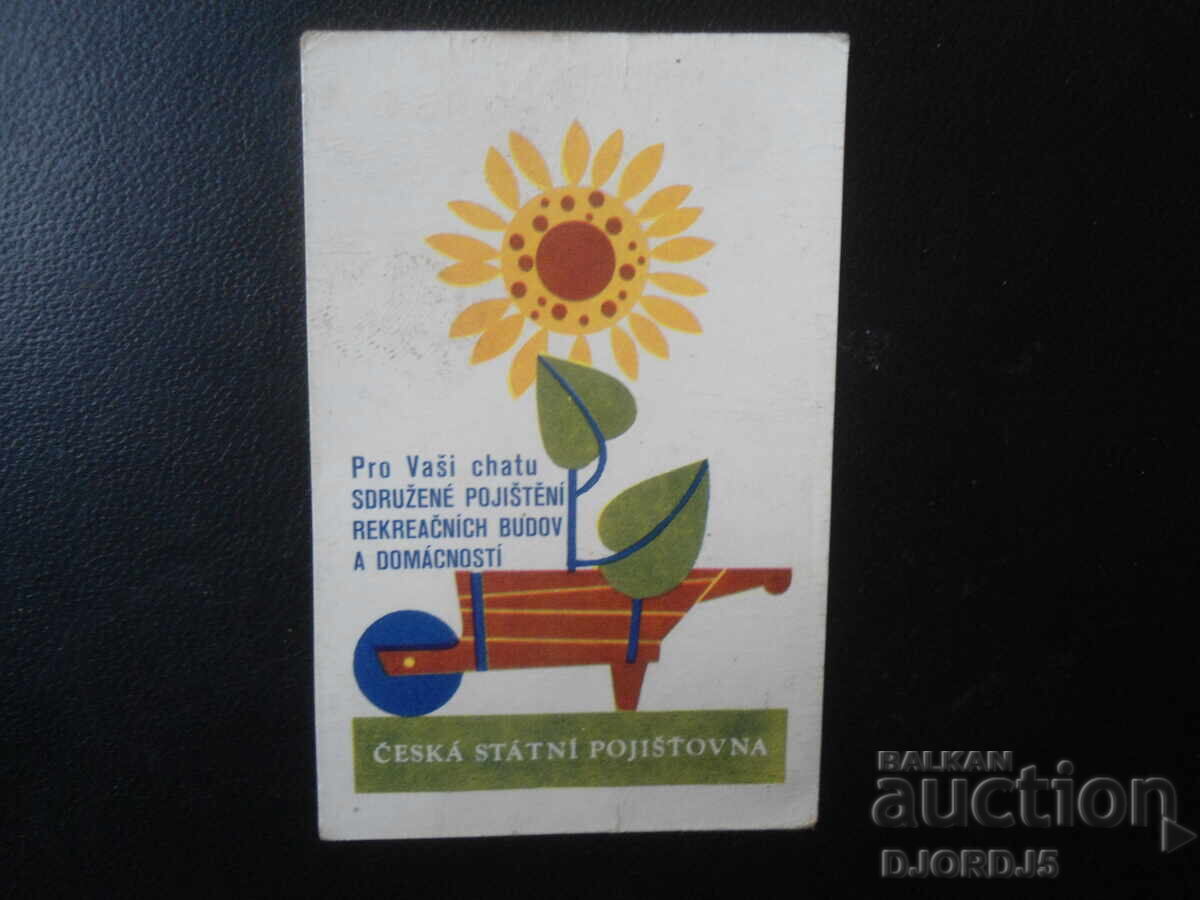 Pro Vaši chatu
SDRUŽENÉ POJIŠTĚNÍ
REKREAČNÍCH BUDOV
A DOMÁCNOSTÍ
ČESKÁ STÁTNÍ POJIŠŤOVNA
BALKAN
auction
DJORDJ5